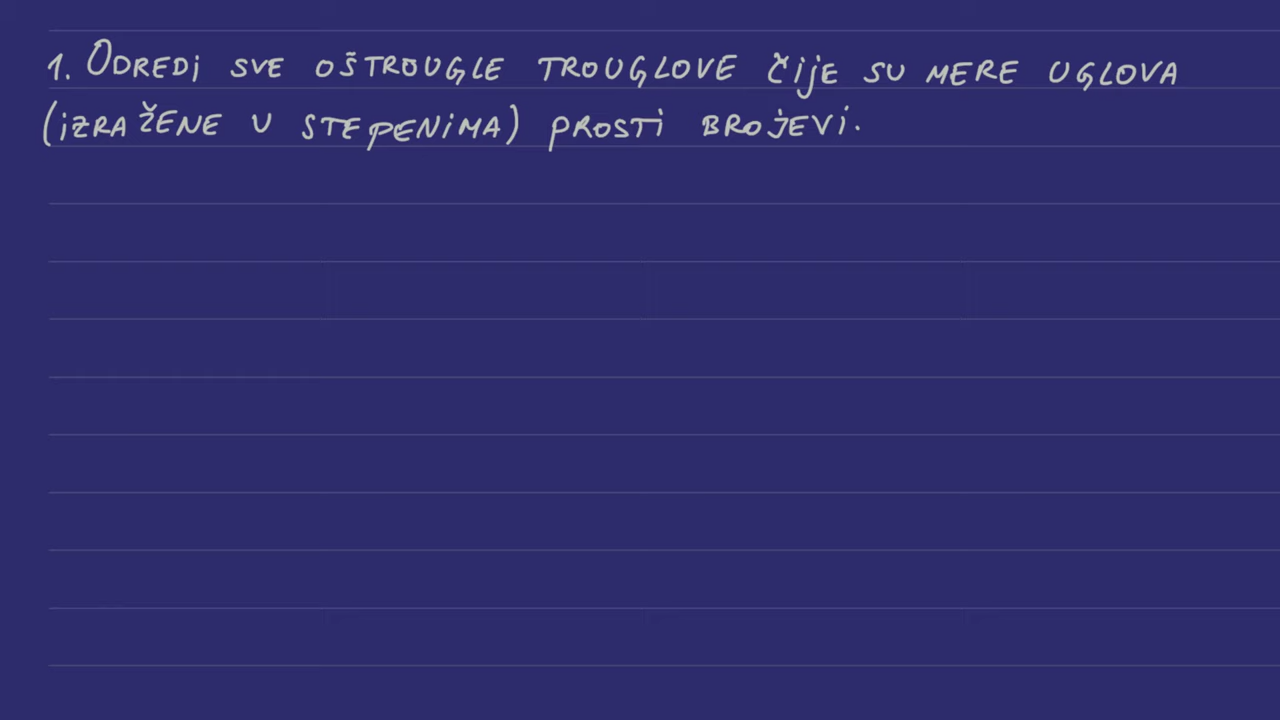 1. ODREDI SVE OŠTROUGLE TROUGLOVE ČIJE SU MERE UGLOVA
(IZRAŽENE U STEPENIMA) PROSTI BROJEVI.